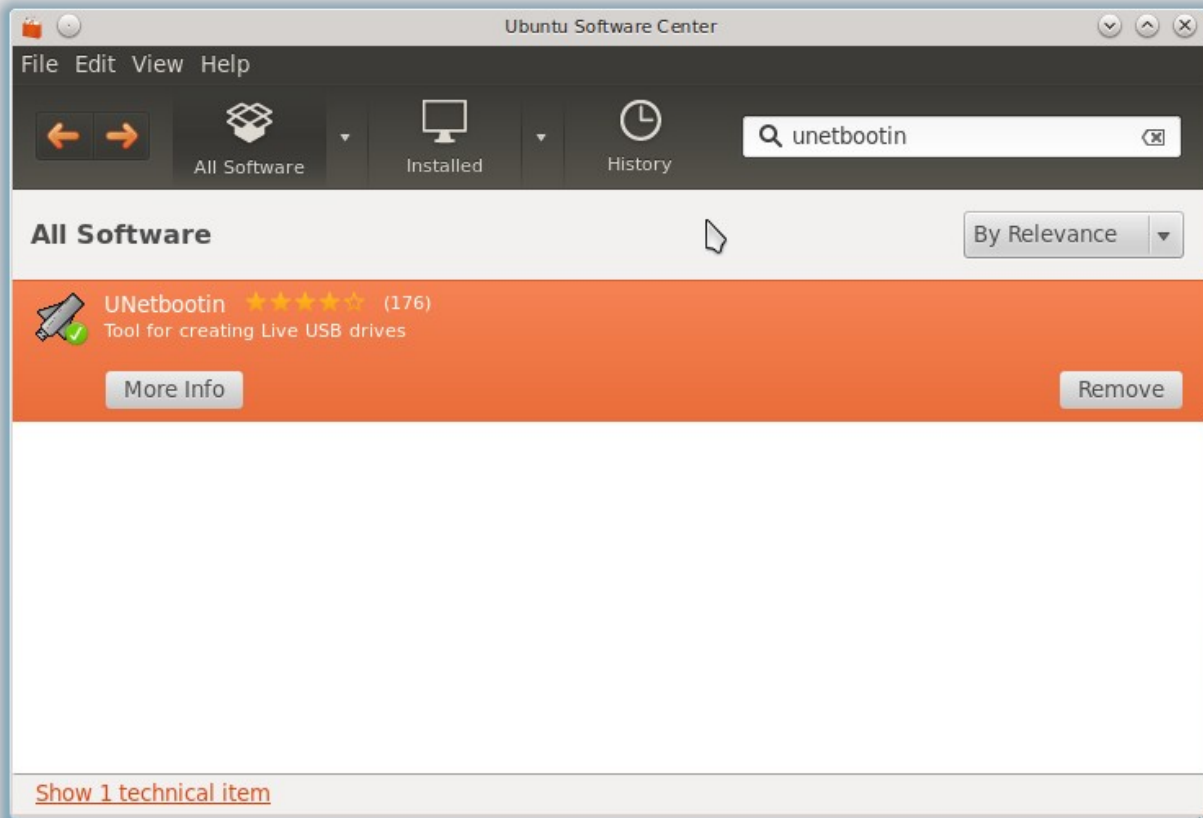 Ubuntu Software Center
File Edit View Help
All Software
Installed
History
unetbootin
All Software
By Relevance
UNetbootin (176)
Tool for creating Live USB drives
More Info
Remove
Show 1 technical item